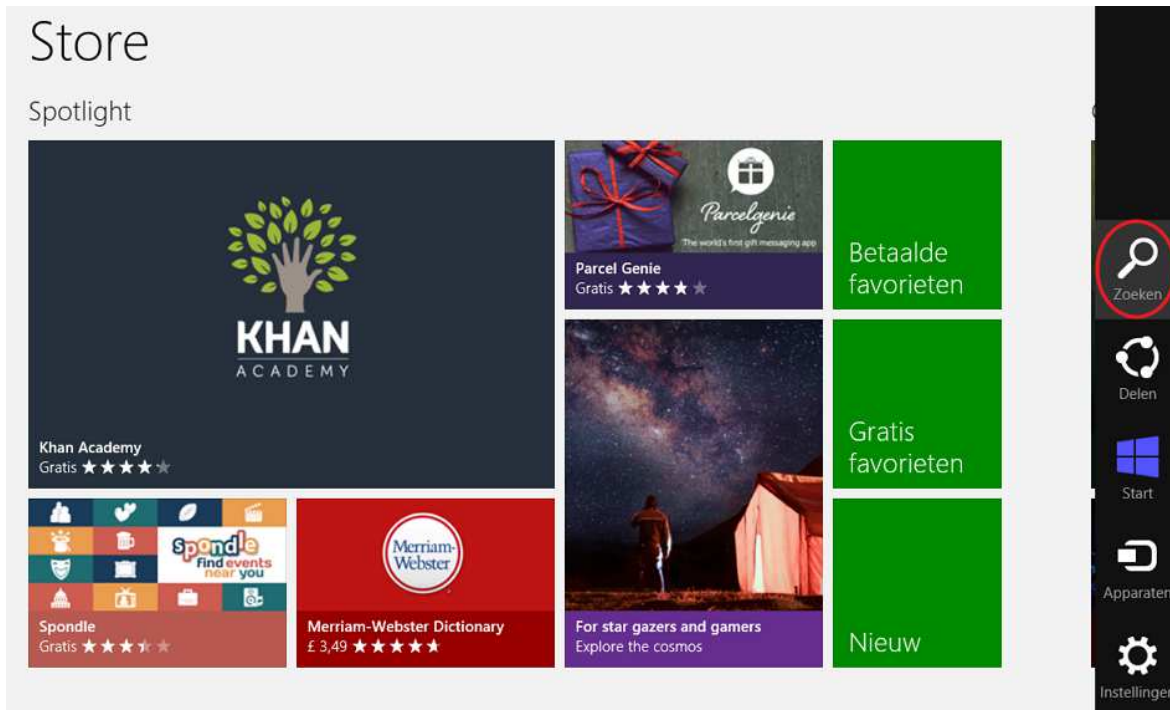 Store
Spotlight
KHAN
ACADEMY
Khan Academy
Gratis
Parcelgenie
The world's first gift messaging app
Parcel Genie
Gratis
Betaalde
favorieten
Gratis
favorieten
Nieuw
spondle
find events
near you
Spondle
Gratis
Merriam-
Webster
Merriam-Webster Dictionary
£ 3,49
For star gazers and gamers
Explore the cosmos
Zoeken
Delen
Start
Apparaten
Instellingen